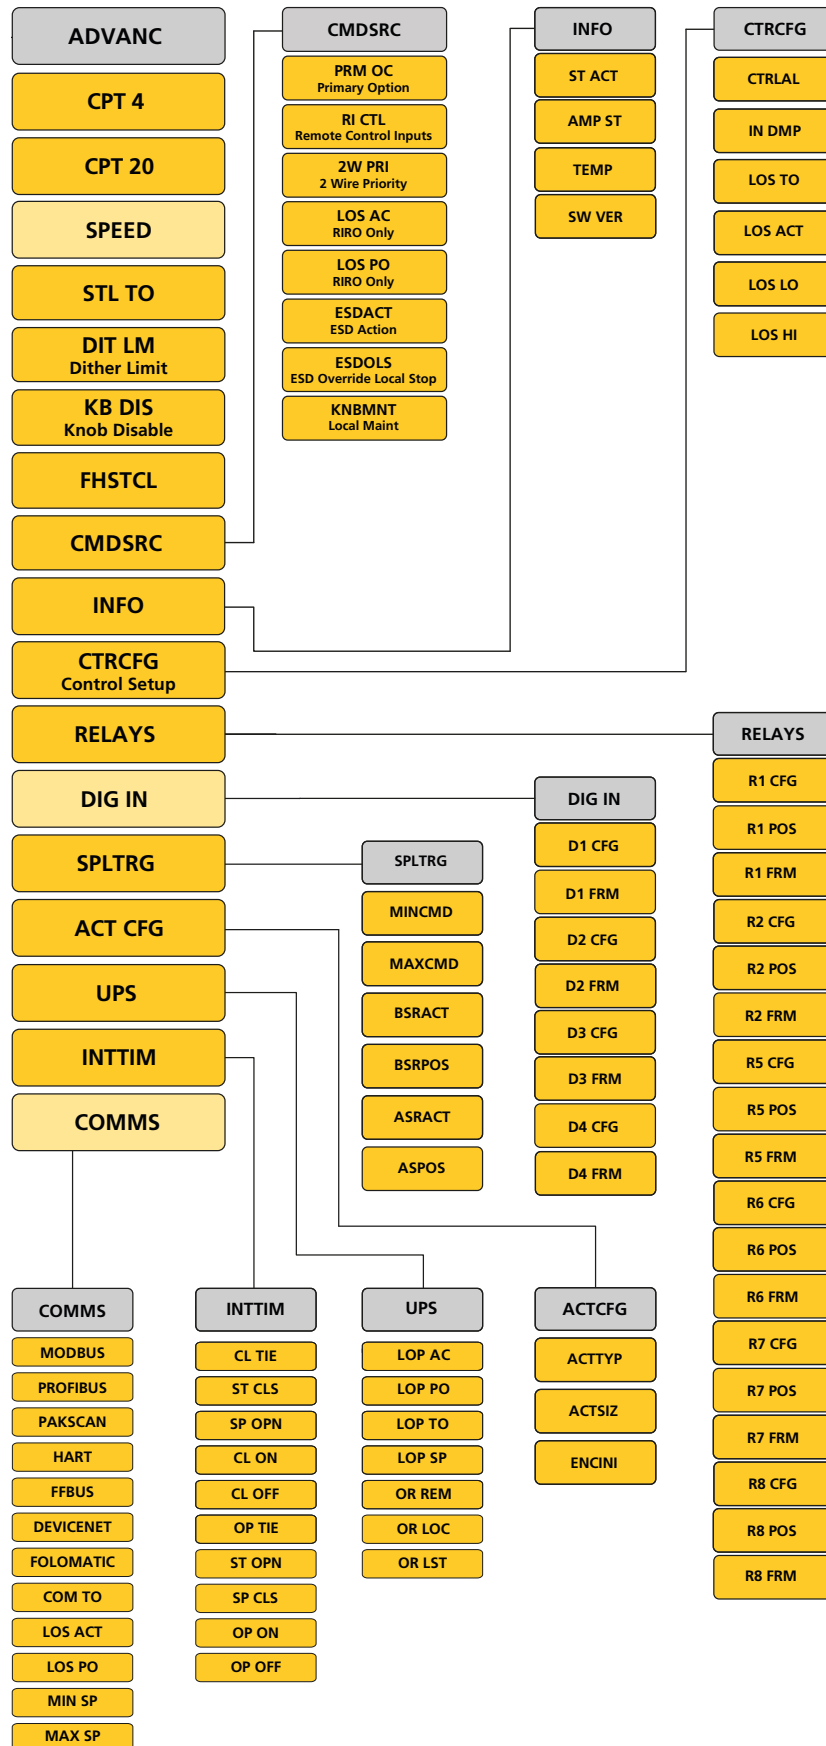 ADVANC
CPT 4
CPT 20
SPEED
STL TO
DIT LM
Dither Limit
KB DIS
Knob Disable
FHSTCL
CMDSRC
INFO
CTRCFG
Control Setup
RELAYS
DIG IN
SPLTRG
ACT CFG
UPS
INTTIM
COMMS
CMDSRC
PRM OC
Primary Option
RI CTL
Remote Control Inputs
2W PRI
2 Wire Priority
LOS AC
RIRO Only
LOS PO
RIRO Only
ESDACT
ESD Action
ESDOLS
ESD Override Local Stop
KNBMNT
Local Maint
INFO
ST ACT
AMP ST
TEMP
SW VER
CTRCFG
CTRLAL
IN DMP
LOS TO
LOS ACT
LOS LO
LOS HI
RELAYS
R1 CFG
R1 POS
R1 FRM
R2 CFG
R2 POS
R2 FRM
R5 CFG
R5 POS
R5 FRM
R6 CFG
R6 POS
R6 FRM
R7 CFG
R7 POS
R7 FRM
R8 CFG
R8 POS
R8 FRM
DIG IN
D1 CFG
D1 FRM
D2 CFG
D2 FRM
D3 CFG
D3 FRM
D4 CFG
D4 FRM
SPLTRG
MINCMD
MAXCMD
BSRACT
BSRPOS
ASRACT
ASPOS
COMMS
MODBUS
PROFIBUS
PAKSCAN
HART
FFBUS
DEVICENET
FOLOMATIC
COM TO
LOS ACT
LOS PO
MIN SP
MAX SP
INTTIM
CL TIE
ST CLS
SP OPN
CL ON
CL OFF
OP TIE
ST OPN
SP CLS
OP ON
OP OFF
UPS
LOP AC
LOP PO
LOP TO
LOP SP
OR REM
OR LOC
OR LST
ACTCFG
ACTTYP
ACTSIZ
ENCINI